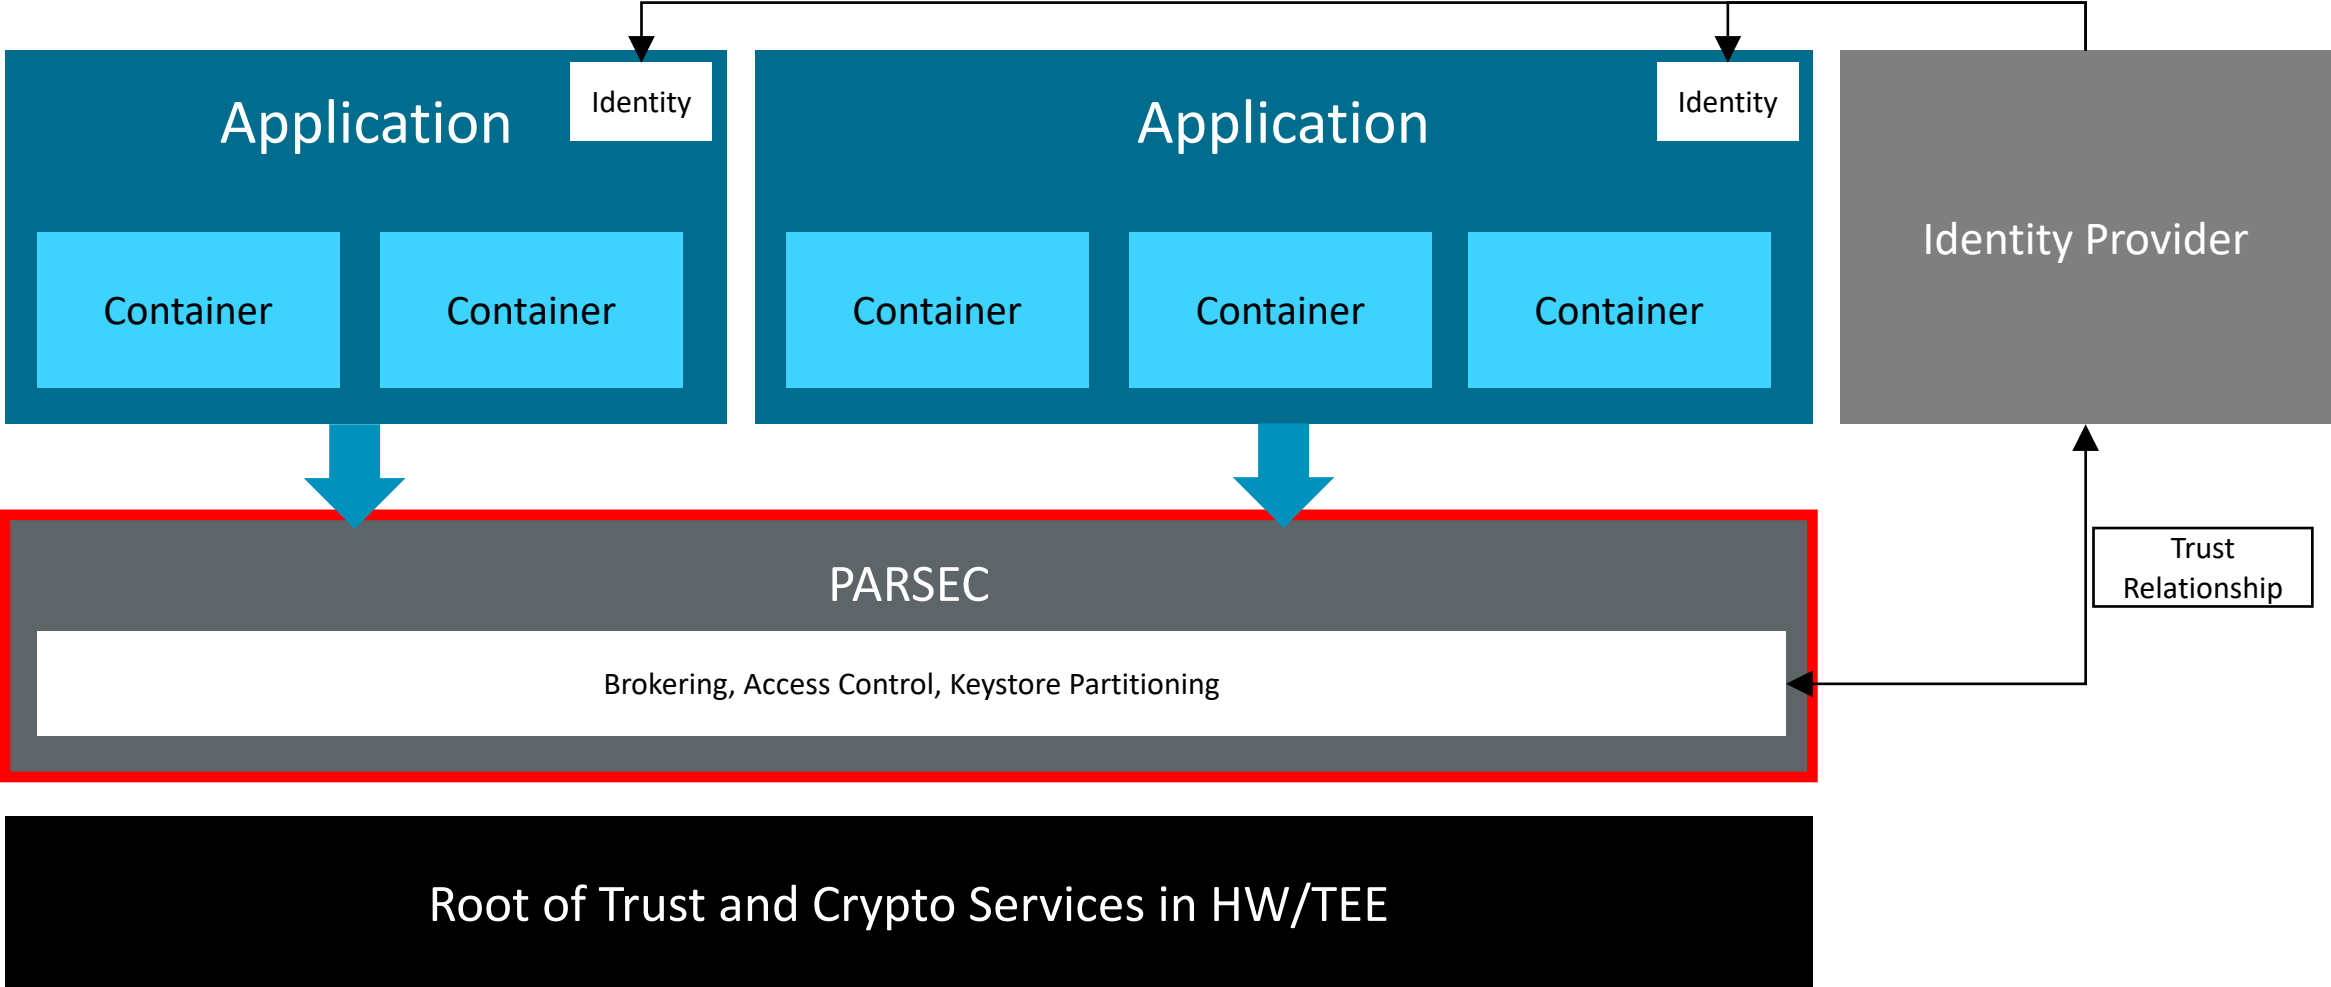 Application
Identity
Application
Identity
Identity Provider
Container
Container
Container
Container
Container
PARSEC
Trust
Relationship
Brokering, Access Control, Keystore Partitioning
Root of Trust and Crypto Services in HW/TEE